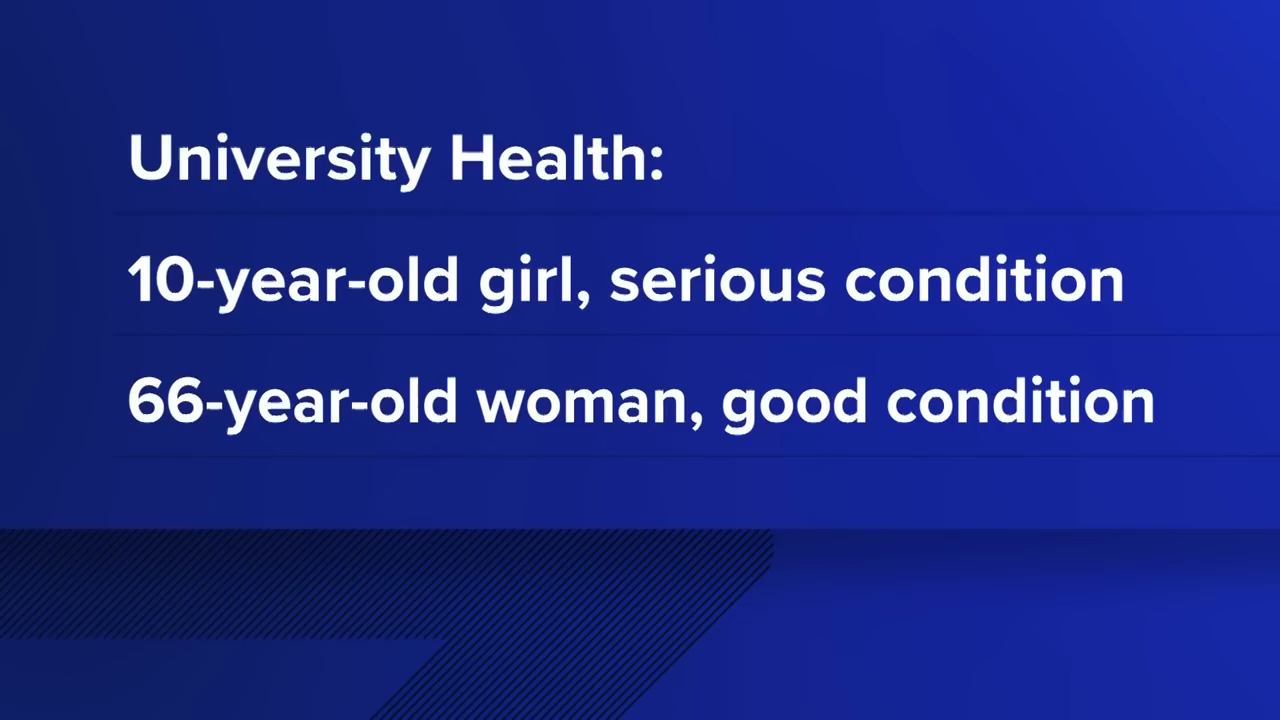 University Health:
10-year-old girl, serious condition
66-year-old woman, good condition